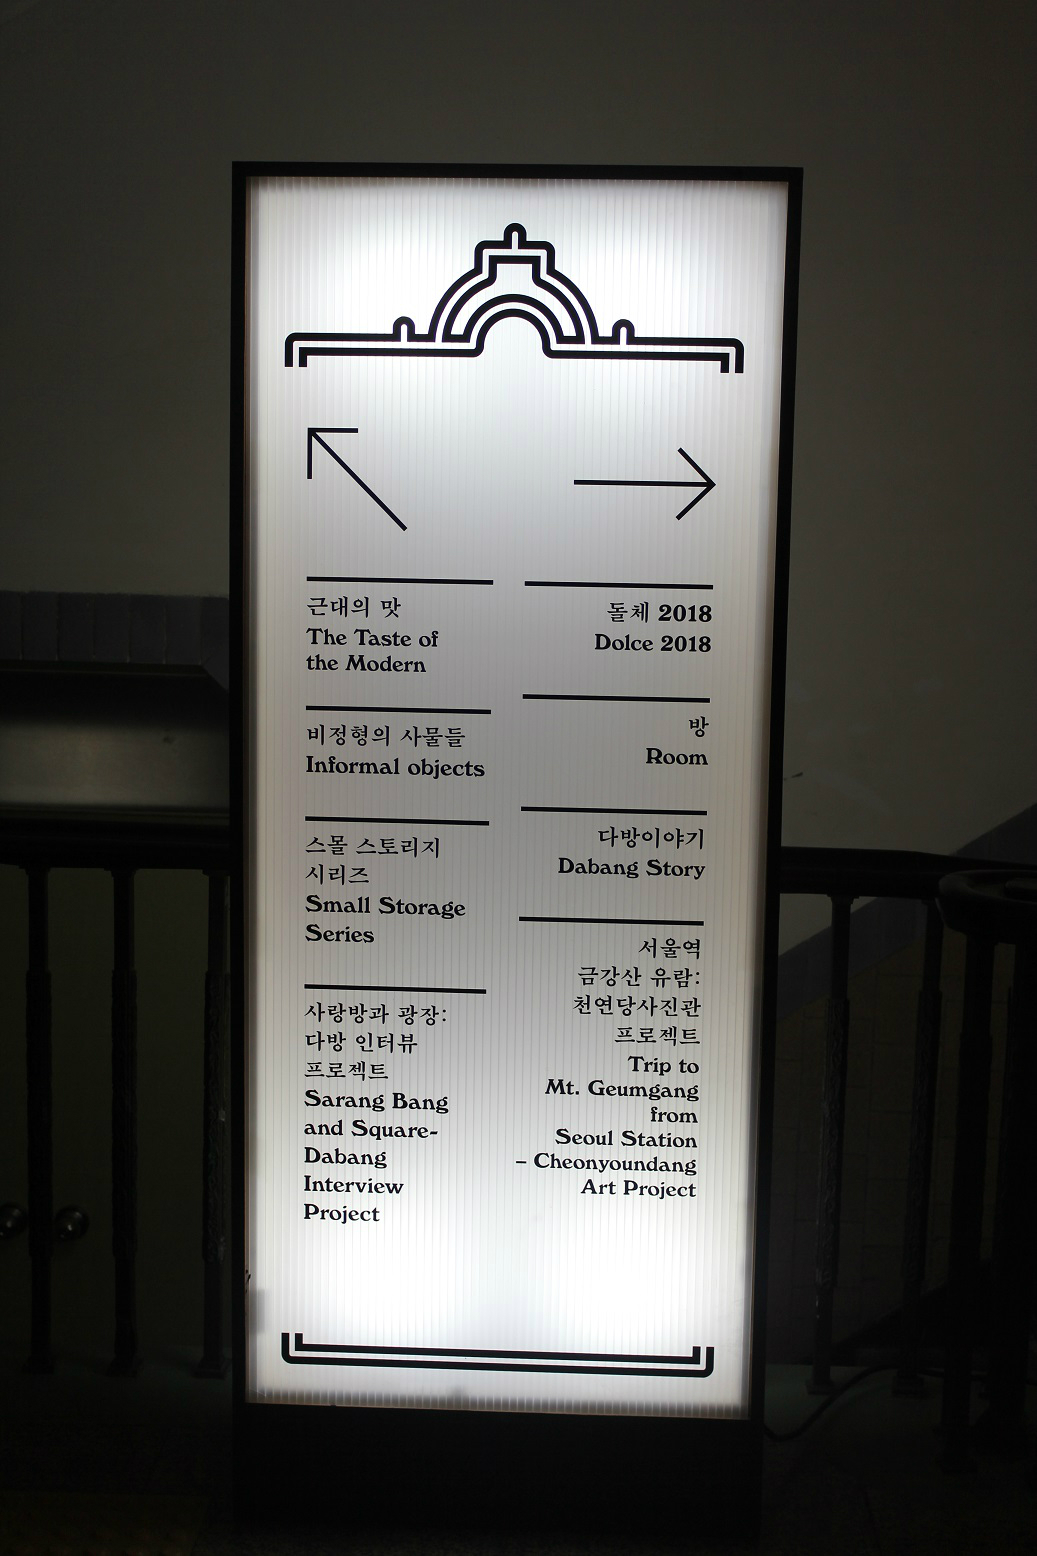 근대의 맛
The Taste of
the Modern
비정형의 사물들
Informal objects
스몰 스토리지
시리즈
Small Storage
Series
사랑방과 광장:
다방 인터뷰
프로젝트
Sarang Bang
and Square-
Dabang
Interview
Project
돌체 2018
Dolce 2018
방
Room
다방이야기
Dabang Story
서울역
금강산 유람:
천연당사진관
프로젝트
Trip to
Mt. Geumgang
from
Seoul Station
– Cheonyoundang
Art Project